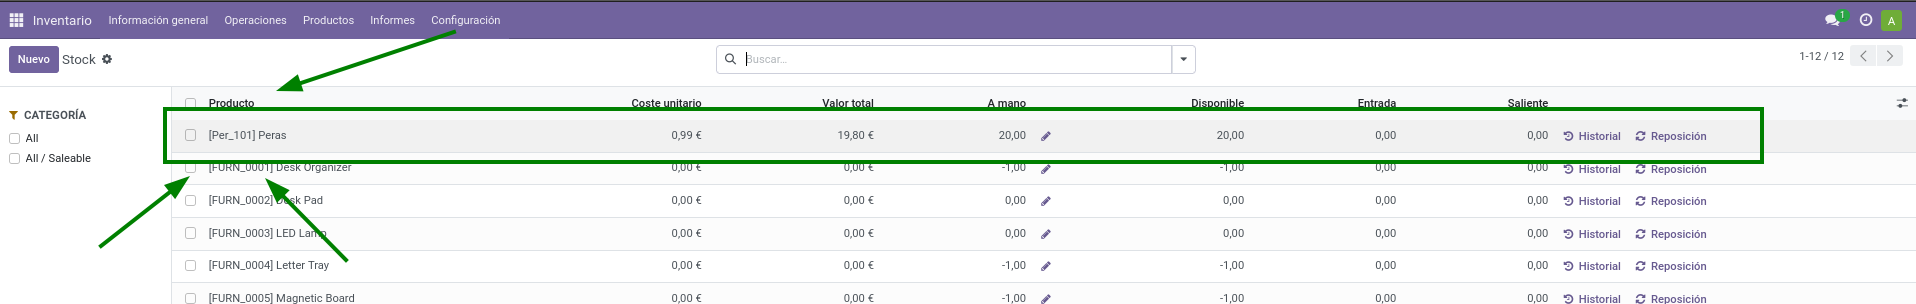 Inventario Información general Operaciones Productos Informes Configuración 1 A
Nuevo Stock Buscar... 1-12 / 12
CATEGORÍA
All
All / Saleable
Producto Coste unitario Valor total A mano Disponible Entrada Saliente
[Per_101] Peras 0,99 € 19,80 € 20,00 20,00 0,00 0,00 Historial Reposición
[FURN_0001] Desk Organizer 0,00 € 0,00 € -1,00 -1,00 0,00 0,00 Historial Reposición
[FURN_0002] Desk Pad 0,00 € 0,00 € 0,00 0,00 0,00 0,00 Historial Reposición
[FURN_0003] LED Lamp 0,00 € 0,00 € 0,00 0,00 0,00 0,00 Historial Reposición
[FURN_0004] Letter Tray 0,00 € 0,00 € -1,00 -1,00 0,00 0,00 Historial Reposición
[FURN_0005] Magnetic Board 0,00 € 0,00 € -1,00 -1,00 0,00 0,00 Historial Reposición